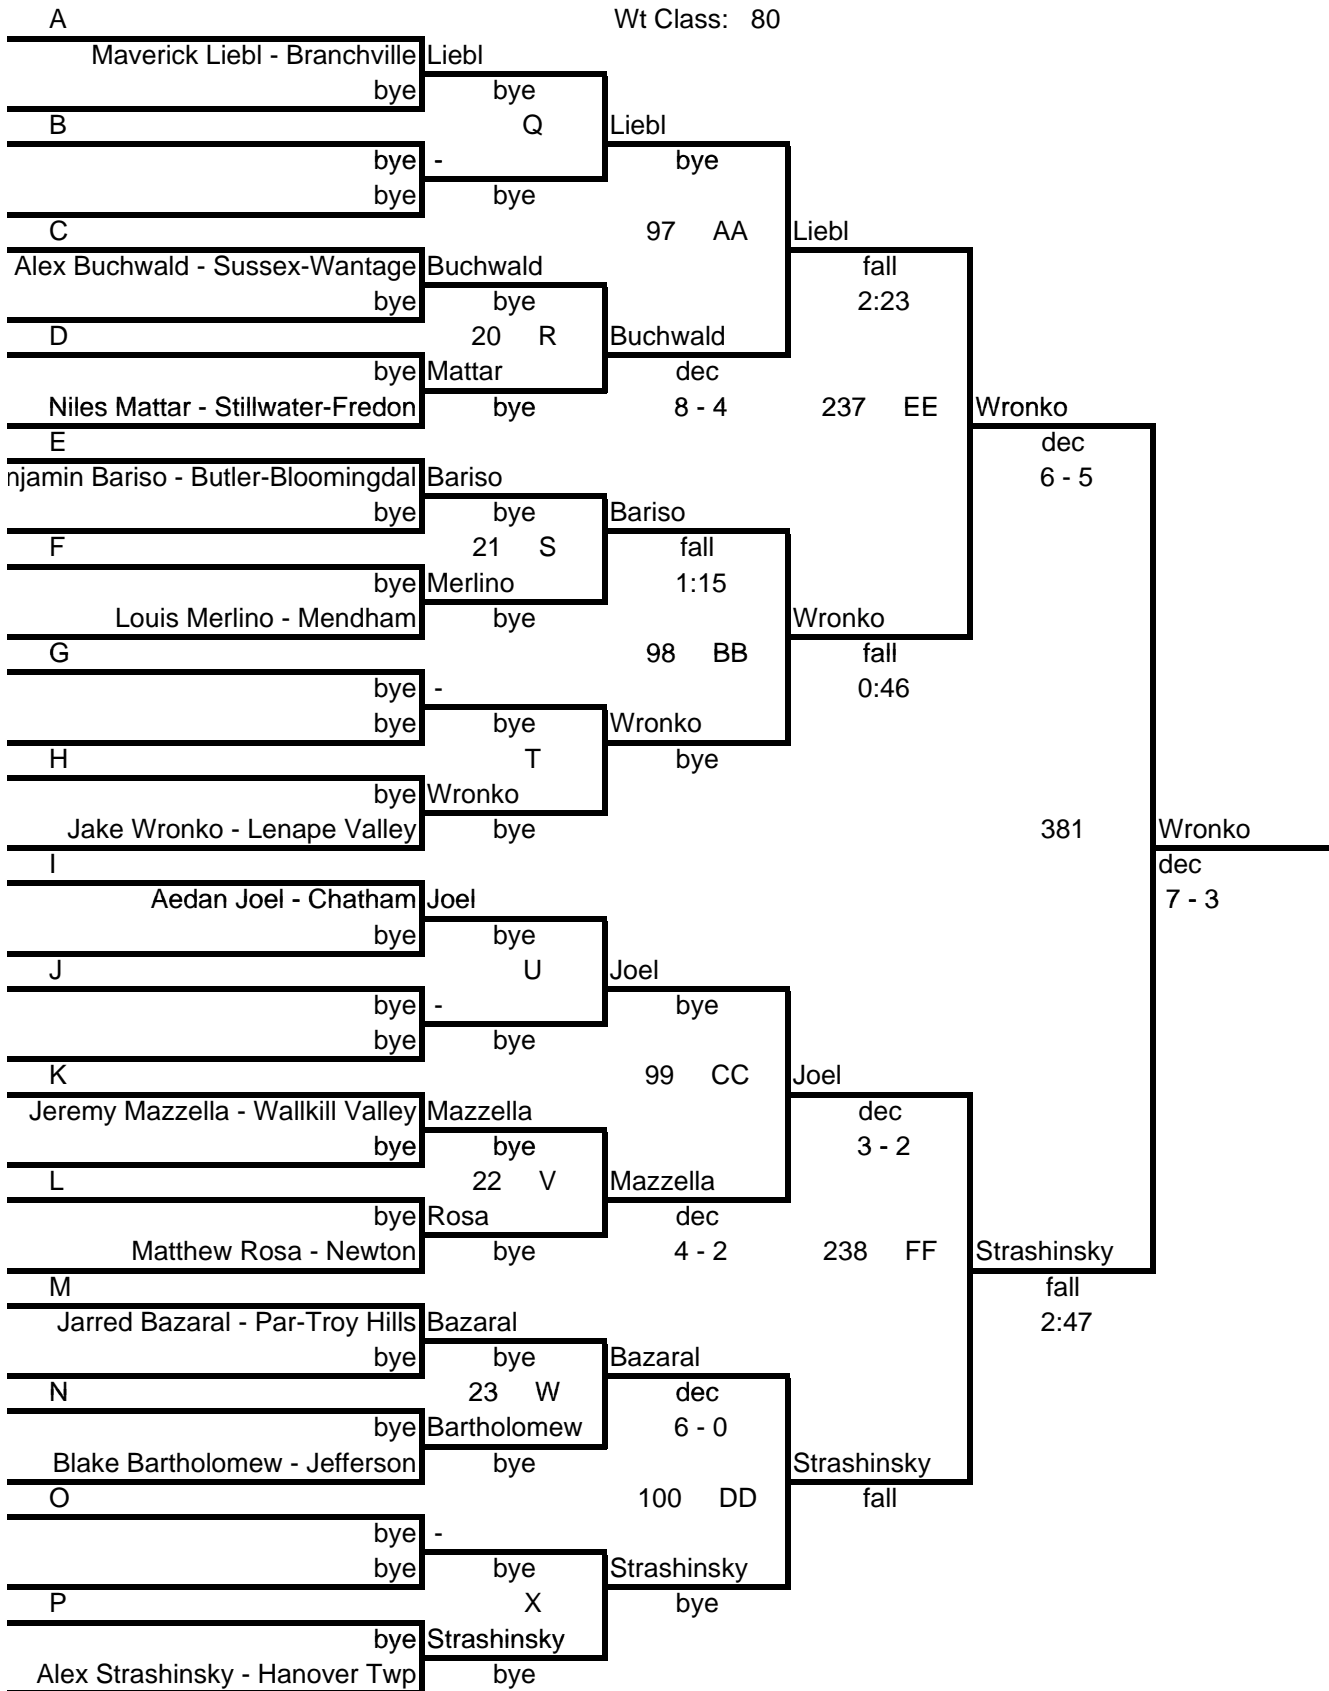 A Wt Class: 80
Maverick Liebl - Branchville Liebl
bye bye
B Q Liebl
bye - bye
bye bye
C 97 AA Liebl
Alex Buchwald - Sussex-Wantage Buchwald fall
bye bye 2:23
D 20 R Buchwald
bye Mattar dec
Niles Mattar - Stillwater-Fredon bye 8 - 4 237 EE Wronko
E dec
njamin Bariso - Butler-Bloomingdal Bariso 6 - 5
bye bye Bariso
F 21 S fall
bye Merlino 1:15
Louis Merlino - Mendham bye Wronko
G 98 BB fall
bye - 0:46
bye bye Wronko
H T bye
bye Wronko
Jake Wronko - Lenape Valley bye 381 Wronko
I dec
Aedan Joel - Chatham Joel 7 - 3
bye bye
J U Joel
bye - bye
bye bye
K 99 CC Joel
Jeremy Mazzella - Wallkill Valley Mazzella dec
bye bye 3 - 2
L 22 V Mazzella
bye Rosa dec
Matthew Rosa - Newton bye 4 - 2 238 FF Strashinsky
M fall
Jarred Bazaral - Par-Troy Hills Bazaral 2:47
bye bye Bazaral
N 23 W dec
bye Bartholomew 6 - 0
Blake Bartholomew - Jefferson bye Strashinsky
O 100 DD fall
bye -
bye bye Strashinsky
P X bye
bye Strashinsky
Alex Strashinsky - Hanover Twp bye